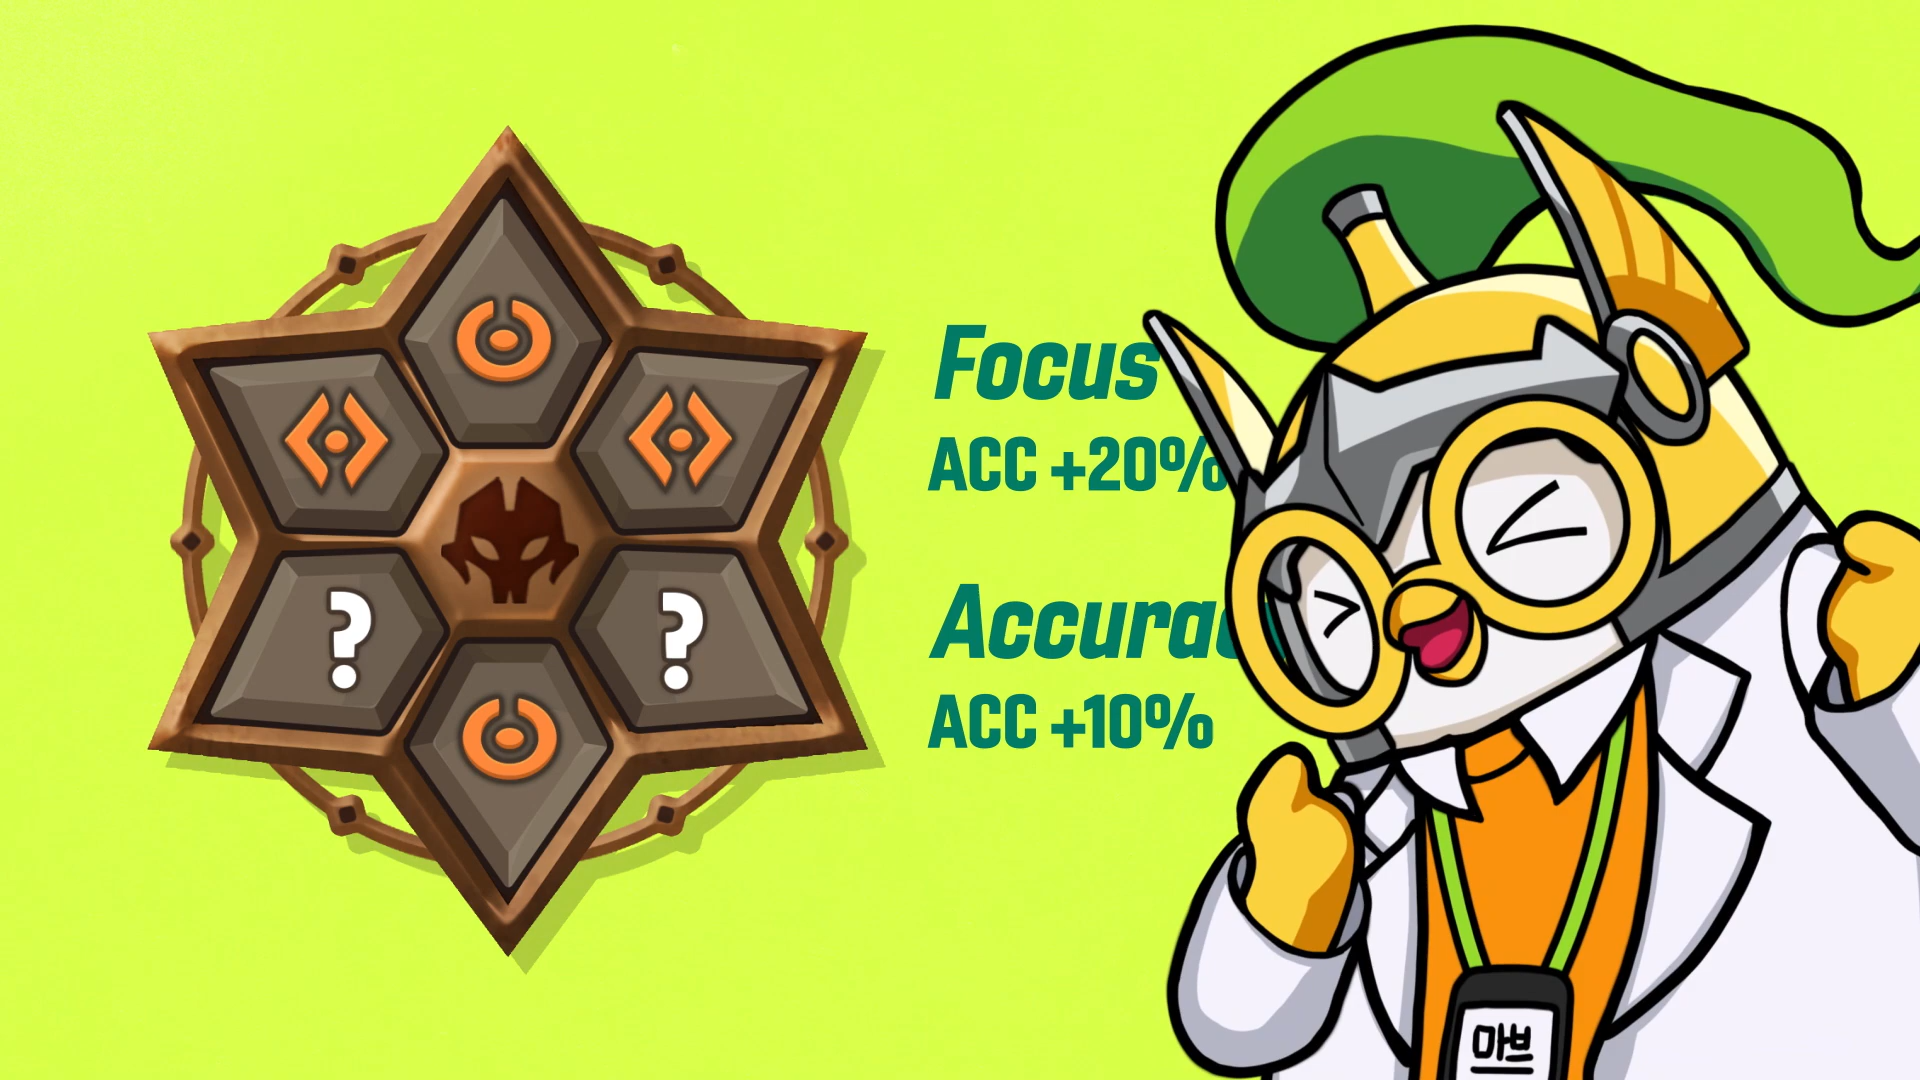 Focus
ACC +20%
ACC +10%
?
?
마브